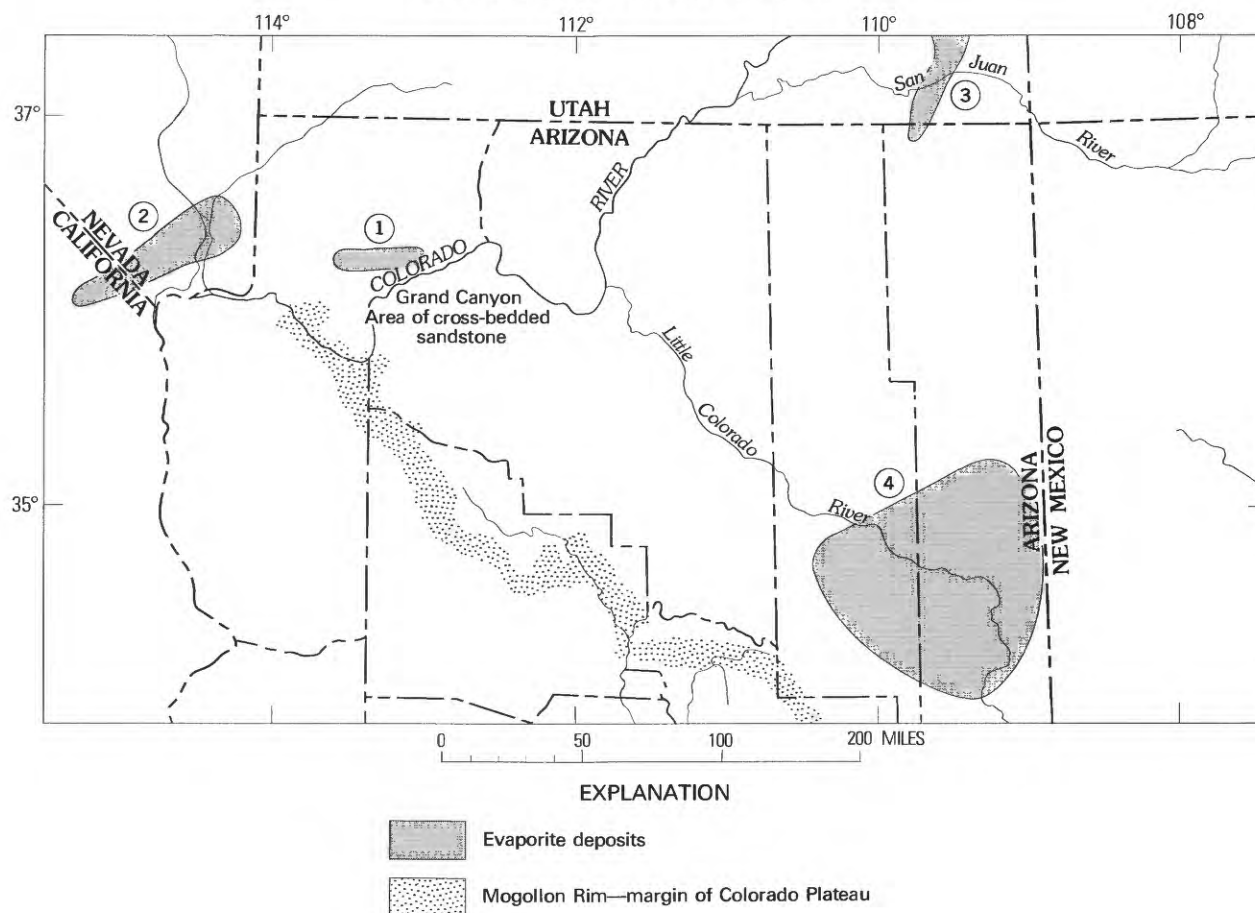 114°
112°
110°
108°
37°
35°
UTAH
ARIZONA
San
Juan
River
3
RIVER
2
NEVADA
CALIFORNIA
1
COLORADO
Grand Canyon
Area of cross-bedded
sandstone
Little
Colorado
River
4
ARIZONA
NEW MEXICO
0 50 100 200 MILES
EXPLANATION
Evaporite deposits
Mogollon Rim—margin of Colorado Plateau